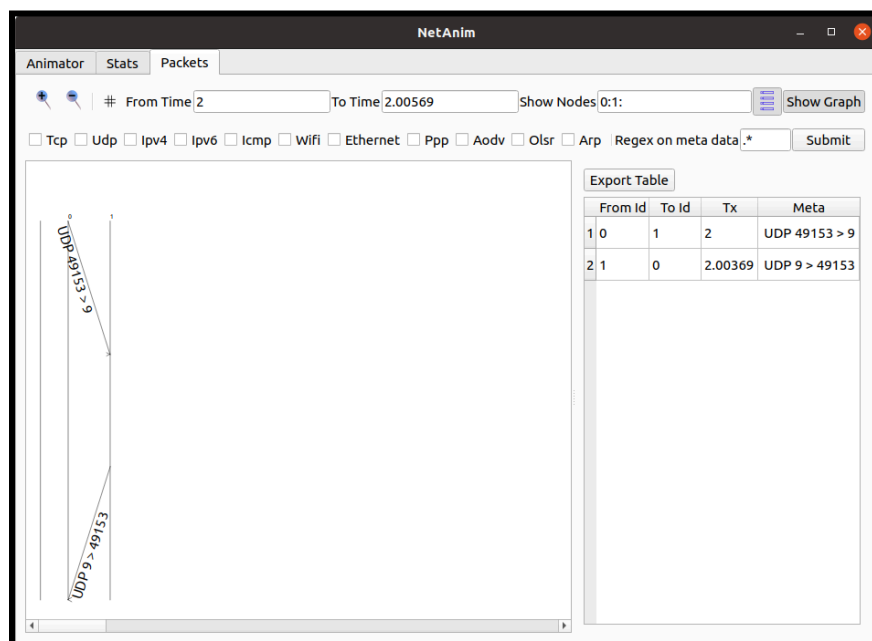 NetAnim
Animator Stats Packets
# From Time 2 To Time 2.00569 Show Nodes 0:1: Show Graph
Tcp Udp Ipv4 Ipv6 Icmp Wifi Ethernet Ppp Aodv Olsr Arp Regex on meta data .* Submit
0 1
UDP 49153 > 9
UDP 9 > 49153
Export Table
From Id To Id Tx Meta
1 0 1 2 UDP 49153 > 9
2 1 0 2.00369 UDP 9 > 49153